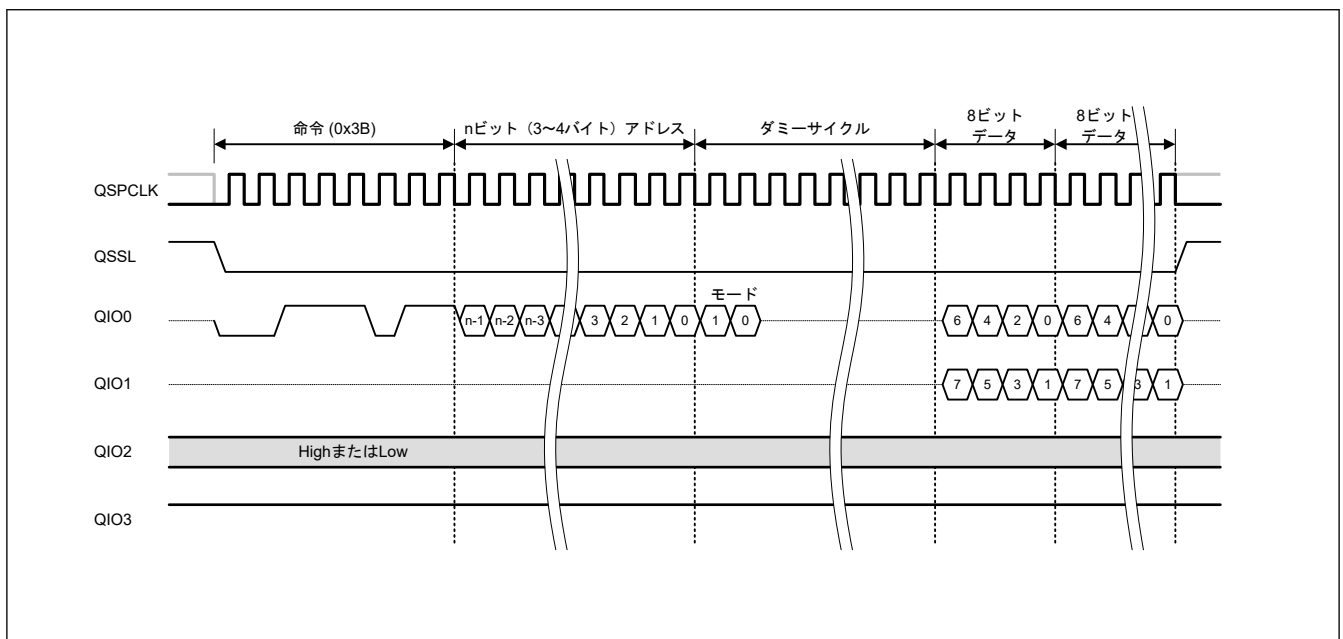 命令 (0x3B)
nビット（3～4バイト）アドレス
ダミーサイクル
8ビット
データ
8ビット
データ
QSPCLK
QSSL
モード
QIO0
n-1 n-2 n-3 3 2 1 0 1 0 6 4 2 0 6 4 0
QIO1
7 5 3 1 7 5 3 1
QIO2
HighまたはLow
QIO3